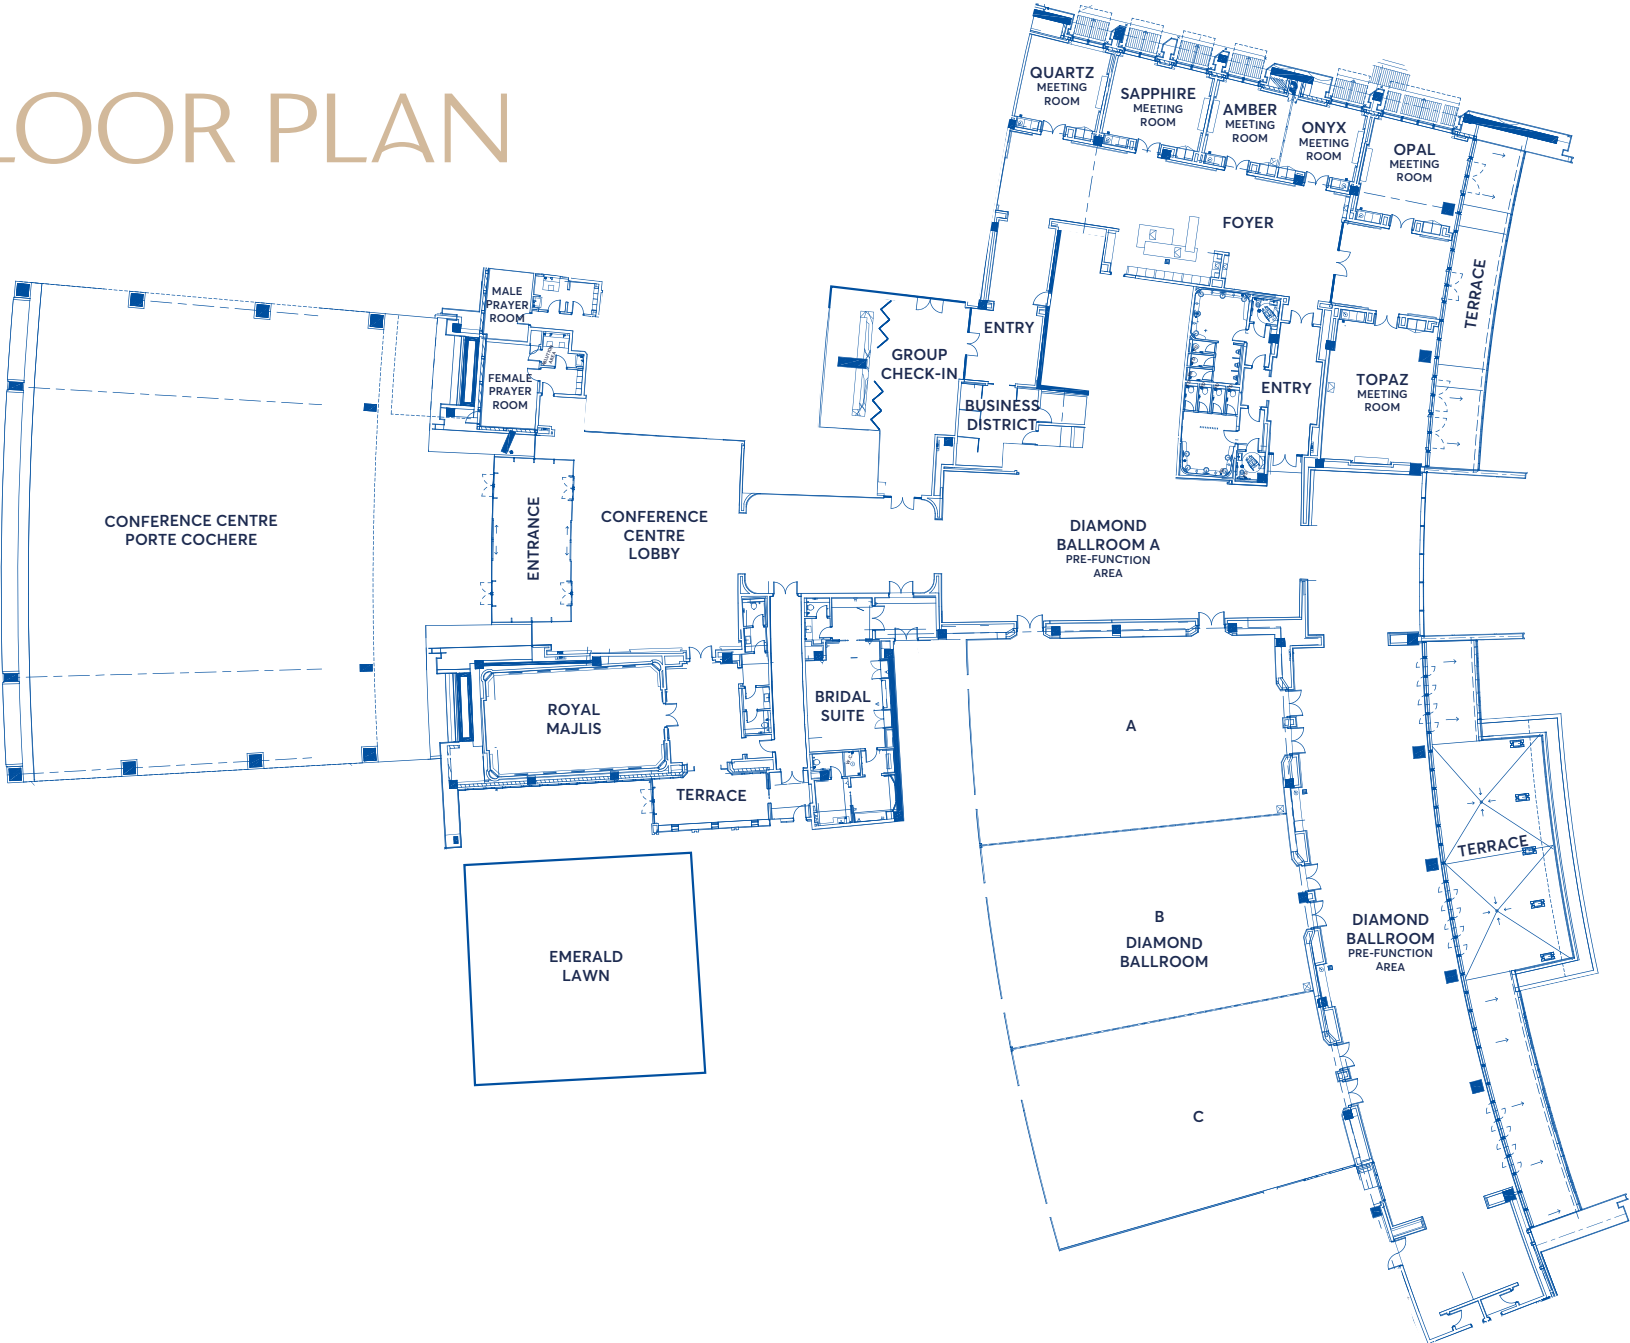 LOOR PLAN
QUARTZ
MEETING
ROOM
SAPPHIRE
MEETING
ROOM
AMBER
MEETING
ROOM
ONYX
MEETING
ROOM
OPAL
MEETING
ROOM
FOYER
TERRACE
MALE
PRAYER
ROOM
FEMALE
PRAYER
ROOM
ENTRY
GROUP
CHECK-IN
BUSINESS
DISTRICT
ENTRY
TOPAZ
MEETING
ROOM
CONFERENCE CENTRE
PORTE COCHERE
ENTRANCE
CONFERENCE
CENTRE
LOBBY
DIAMOND
BALLROOM A
PRE-FUNCTION
AREA
ROYAL
MAJLIS
BRIDAL
SUITE
A
TERRACE
TERRACE
B
DIAMOND
BALLROOM
DIAMOND
BALLROOM
PRE-FUNCTION
AREA
EMERALD
LAWN
C